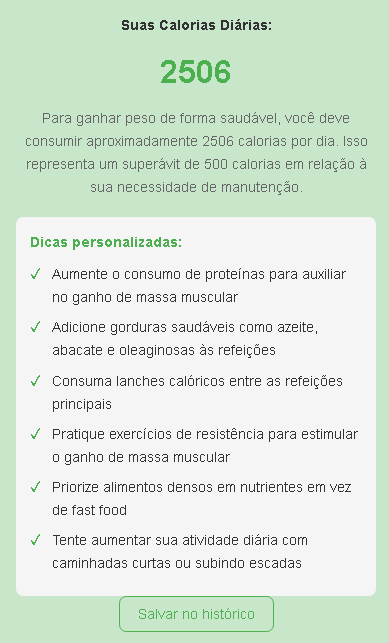 Suas Calorias Diárias:
2506
Para ganhar peso de forma saudável, você deve
consumir aproximadamente 2506 calorias por dia. Isso
representa um superávit de 500 calorias em relação à
sua necessidade de manutenção.
Dicas personalizadas:
✓ Aumente o consumo de proteínas para auxiliar
no ganho de massa muscular
✓ Adicione gorduras saudáveis como azeite,
abacate e oleaginosas às refeições
✓ Consuma lanches calóricos entre as refeições
principais
✓ Pratique exercícios de resistência para estimular
o ganho de massa muscular
✓ Priorize alimentos densos em nutrientes em vez
de fast food
✓ Tente aumentar sua atividade diária com
caminhadas curtas ou subindo escadas
Salvar no histórico